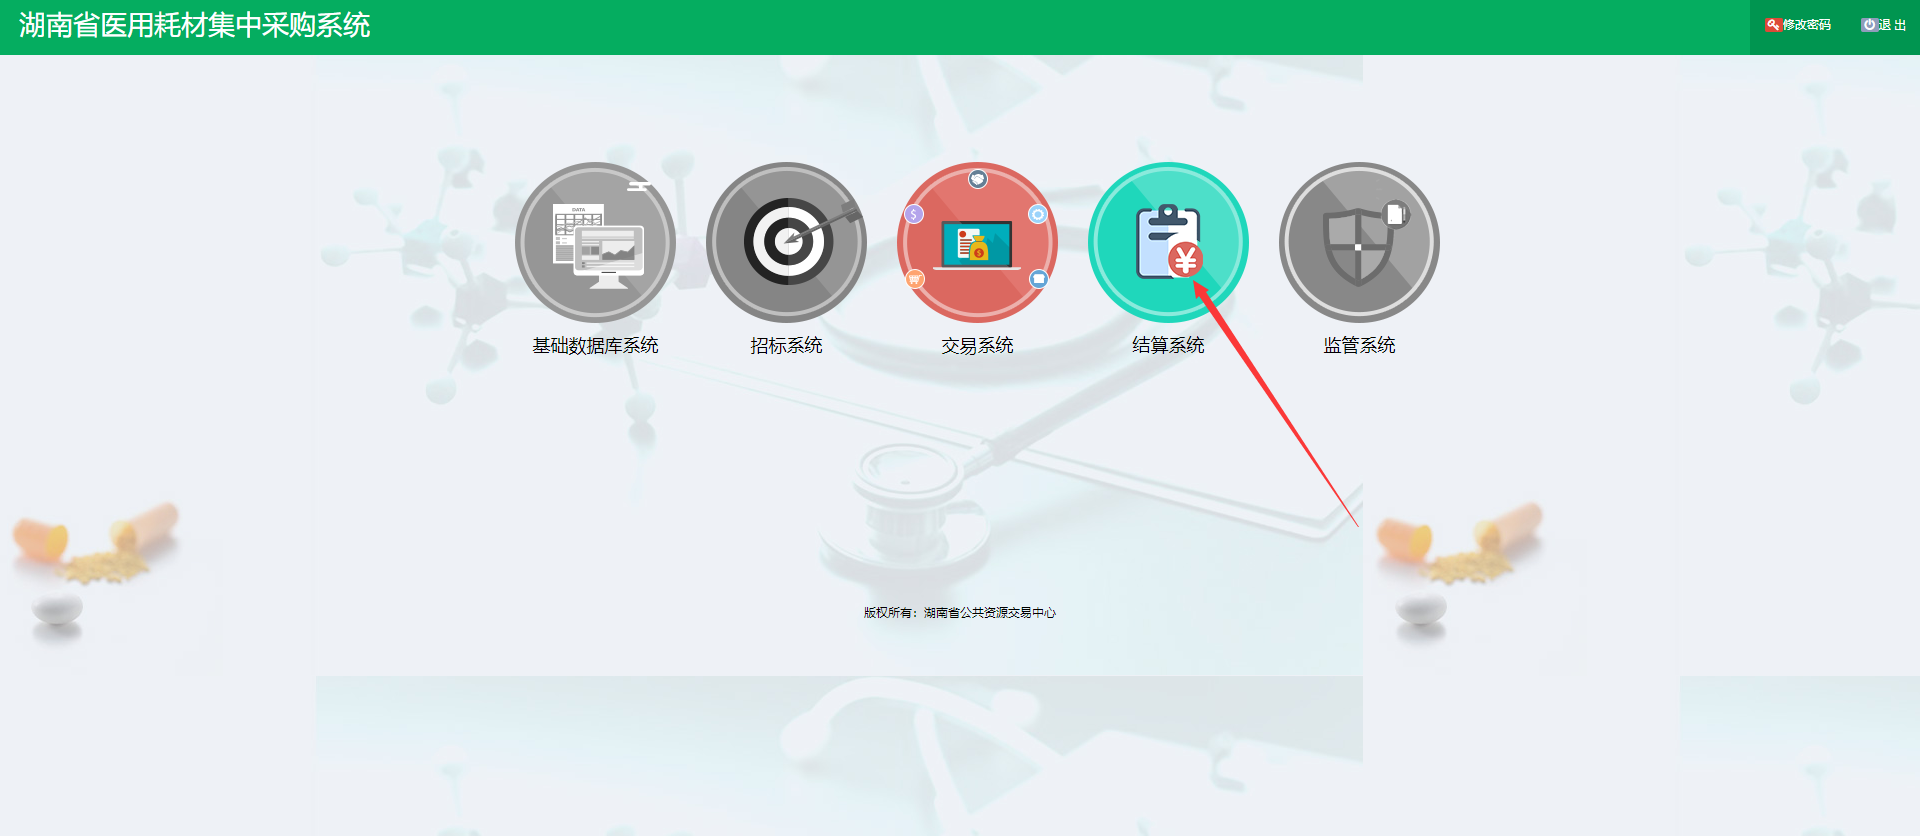 湖南省医用耗材集中采购系统
修改密码
退 出
DATA
基础数据库系统
招标系统
交易系统
结算系统
监管系统
版权所有：湖南省公共资源交易中心